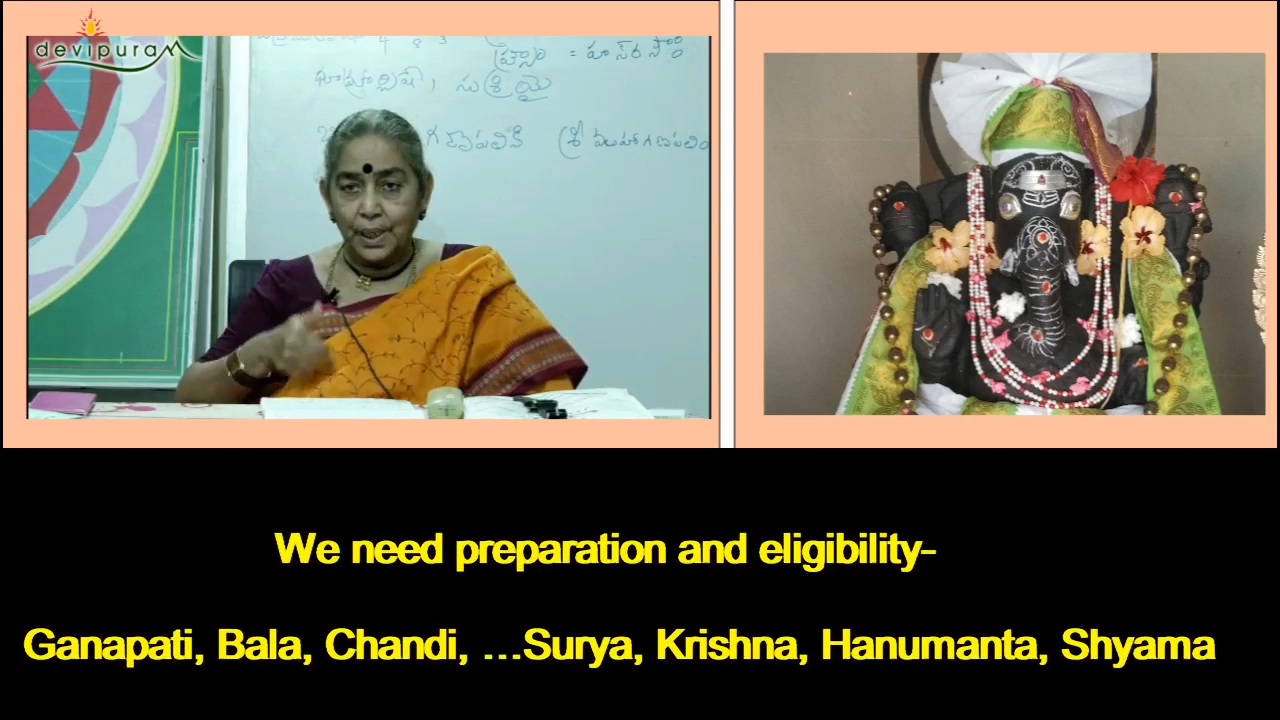 devipuram
= హూ స్ర సౌం
ధూమ్రార్చిషే, సుశ్రియై
We need preparation and eligibility-
Ganapati, Bala, Chandi, ...Surya, Krishna, Hanumanta, Shyama